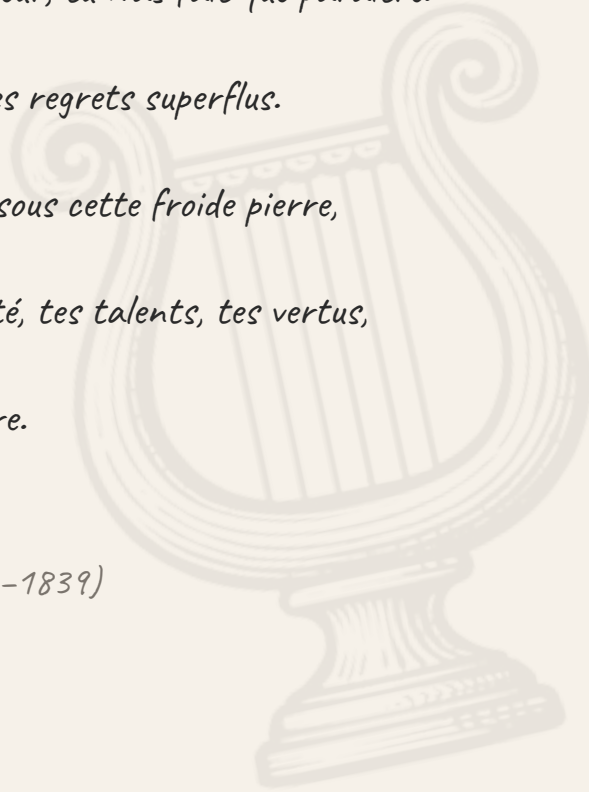 es regrets superflus.
sous cette froide pierre,
té, tes talents, tes vertus,
re.
–1839)